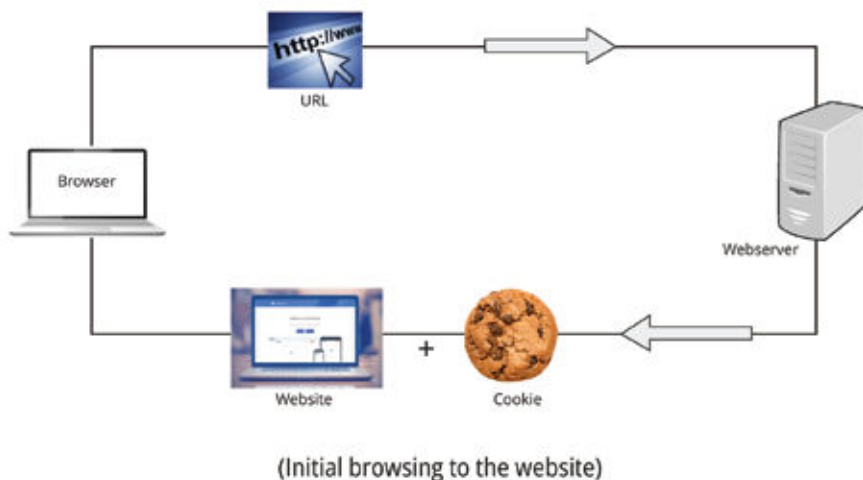 http://www
URL
Browser
Webserver
+
Website
Cookie
(Initial browsing to the website)